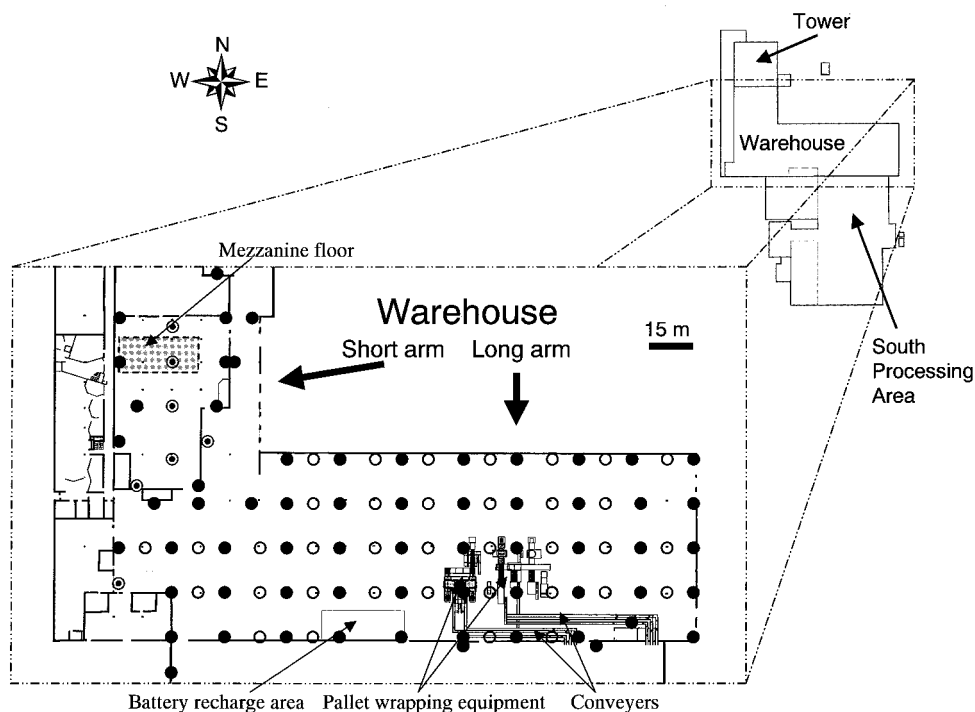 Tower
N
W E
S
Warehouse
Mezzanine floor
Warehouse
15 m
Short arm Long arm
South
Processing
Area
Battery recharge area Pallet wrapping equipment Conveyers